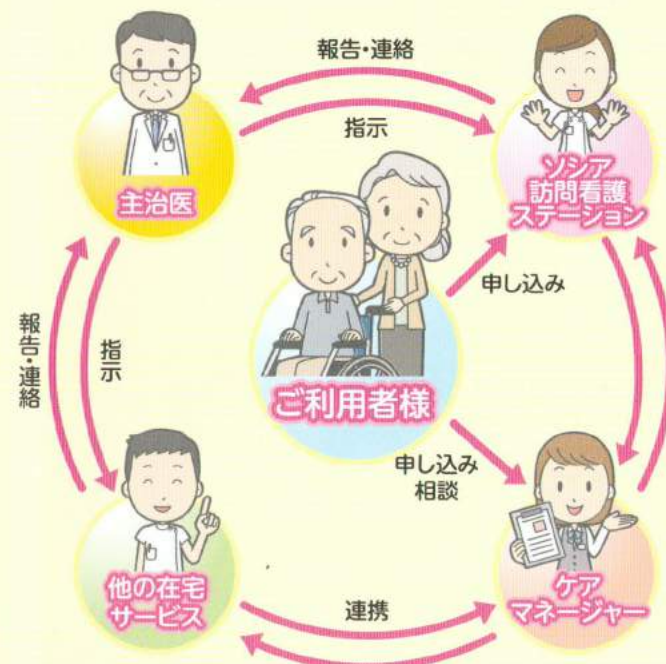 報告・連絡
指示
主治医
ソシア
訪問看護
ステーション
申し込み
報告・連絡
指示
ご利用者様
申し込み
相談
他の在宅
サービス
連携
ケア
マネージャー